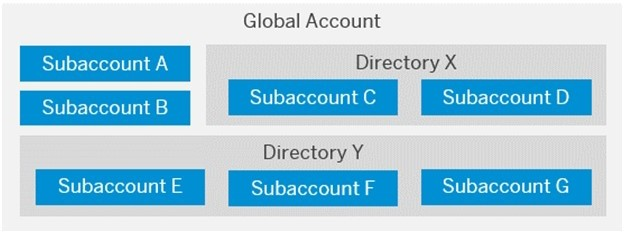 Global Account
Subaccount A
Subaccount B
Directory X
Subaccount C
Subaccount D
Directory Y
Subaccount E
Subaccount F
Subaccount G